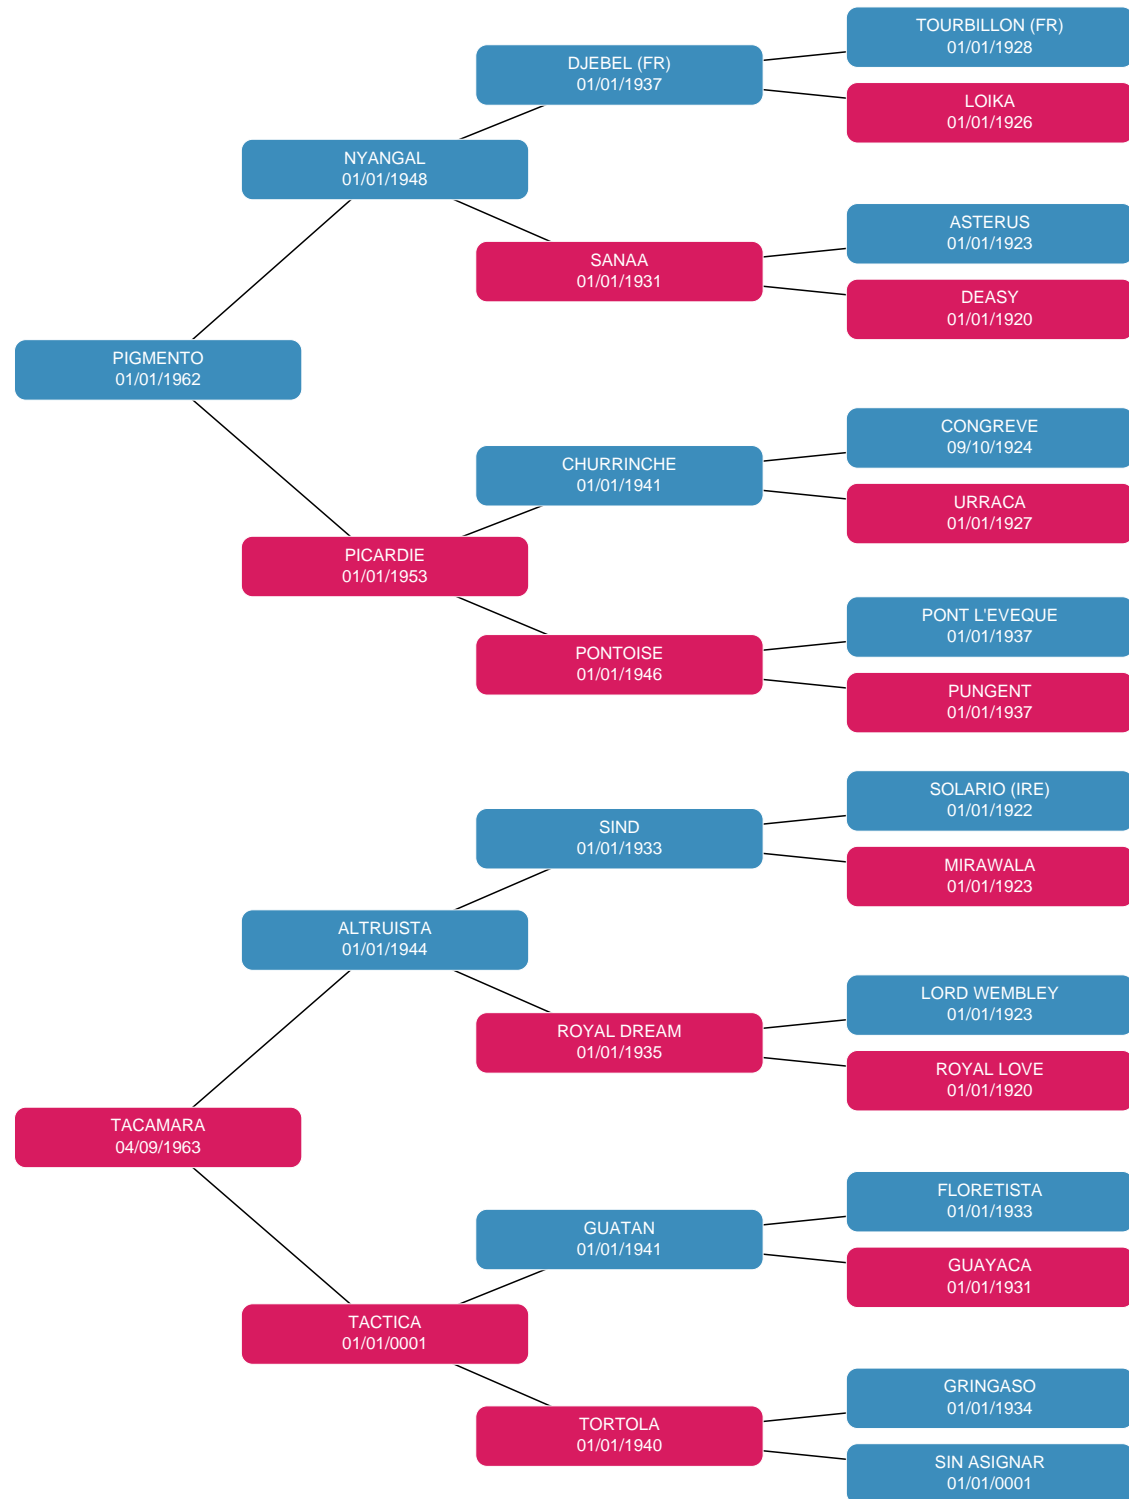 TOURBILLON (FR)
01/01/1928
DJEBEL (FR)
01/01/1937
LOIKA
01/01/1926
NYANGAL
01/01/1948
ASTERUS
01/01/1923
SANAA
01/01/1931
DEASY
01/01/1920
PIGMENTO
01/01/1962
CONGREVE
09/10/1924
CHURRINCHE
01/01/1941
URRACA
01/01/1927
PICARDIE
01/01/1953
PONT L'EVEQUE
01/01/1937
PONTOISE
01/01/1946
PUNGENT
01/01/1937
SOLARIO (IRE)
01/01/1922
SIND
01/01/1933
MIRAWALA
01/01/1923
ALTRUISTA
01/01/1944
LORD WEMBLEY
01/01/1923
ROYAL DREAM
01/01/1935
ROYAL LOVE
01/01/1920
TACAMARA
04/09/1963
FLORETISTA
01/01/1933
GUATAN
01/01/1941
GUAYACA
01/01/1931
TACTICA
01/01/0001
GRINGASO
01/01/1934
TORTOLA
01/01/1940
SIN ASIGNAR
01/01/0001